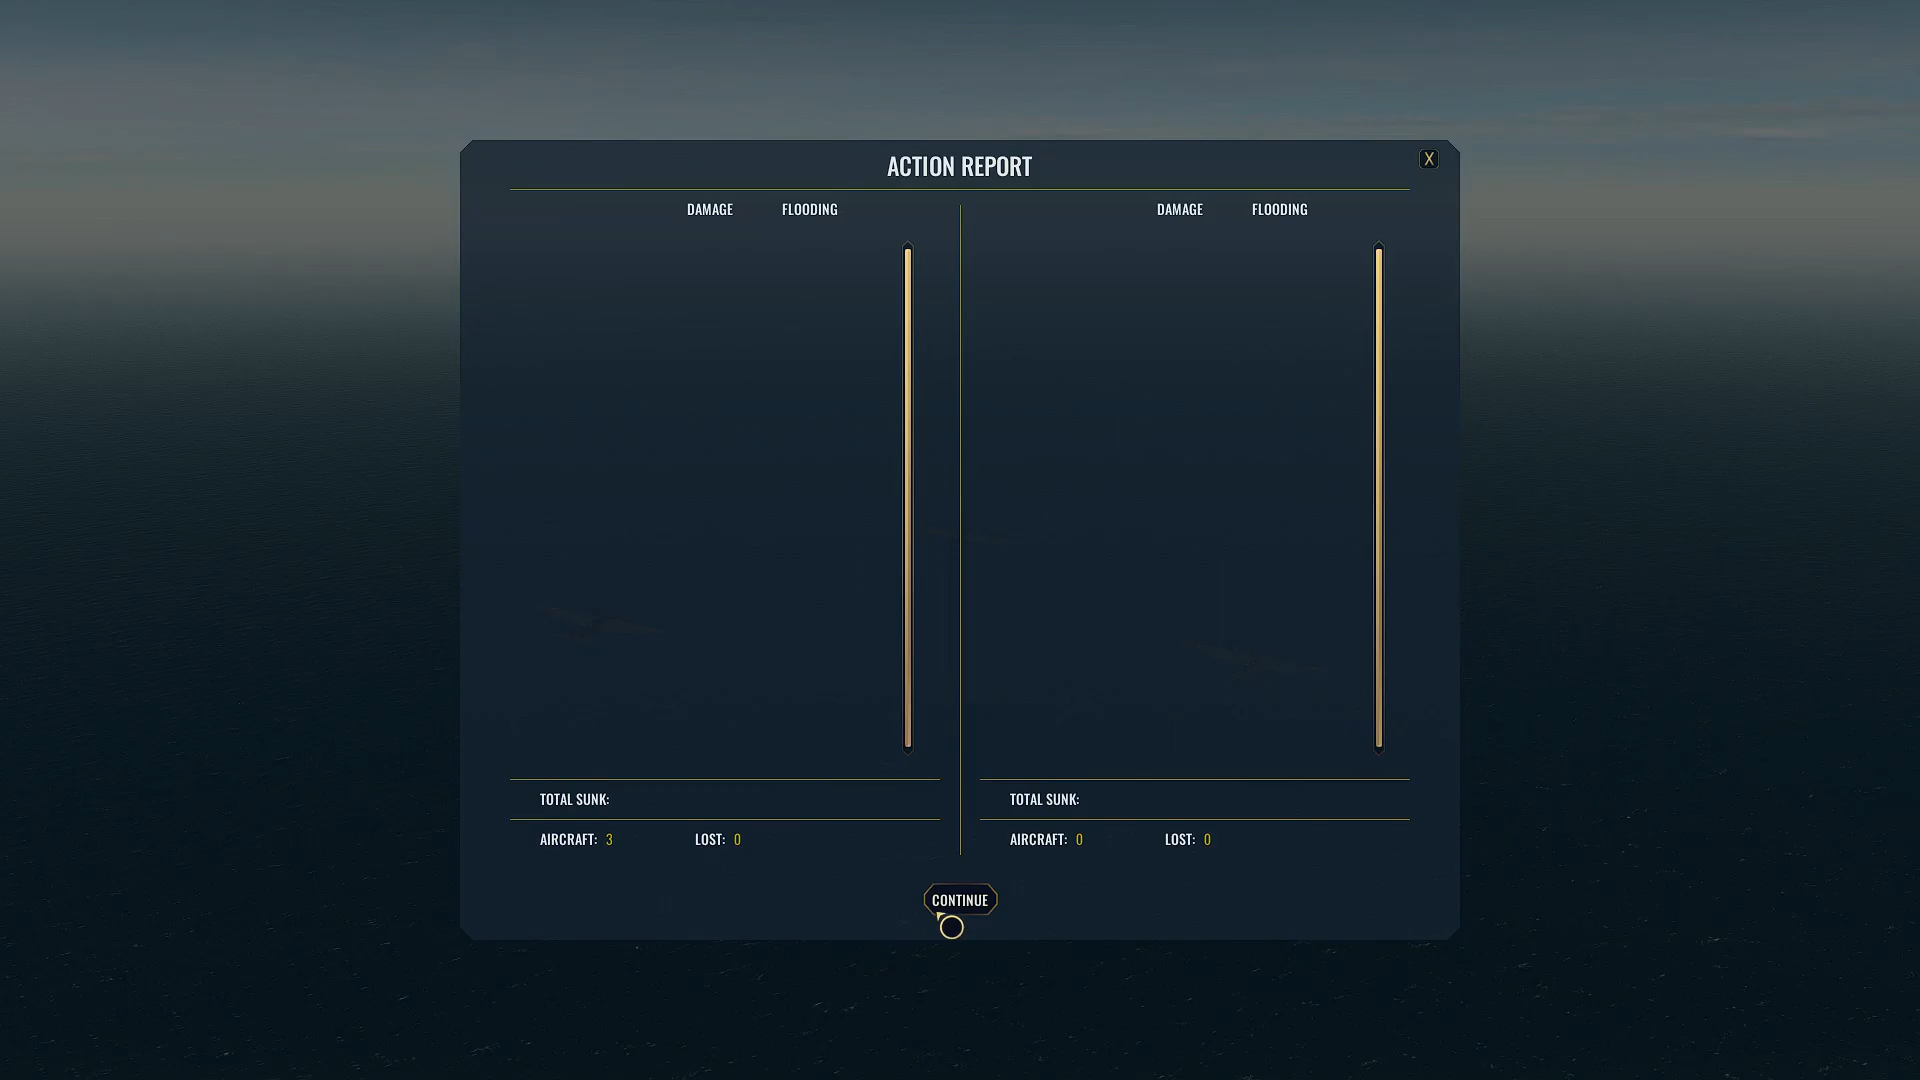 ACTION REPORT
X
DAMAGE FLOODING
DAMAGE FLOODING
TOTAL SUNK:
TOTAL SUNK:
AIRCRAFT: 3 LOST: 0
AIRCRAFT: 0 LOST: 0
CONTINUE